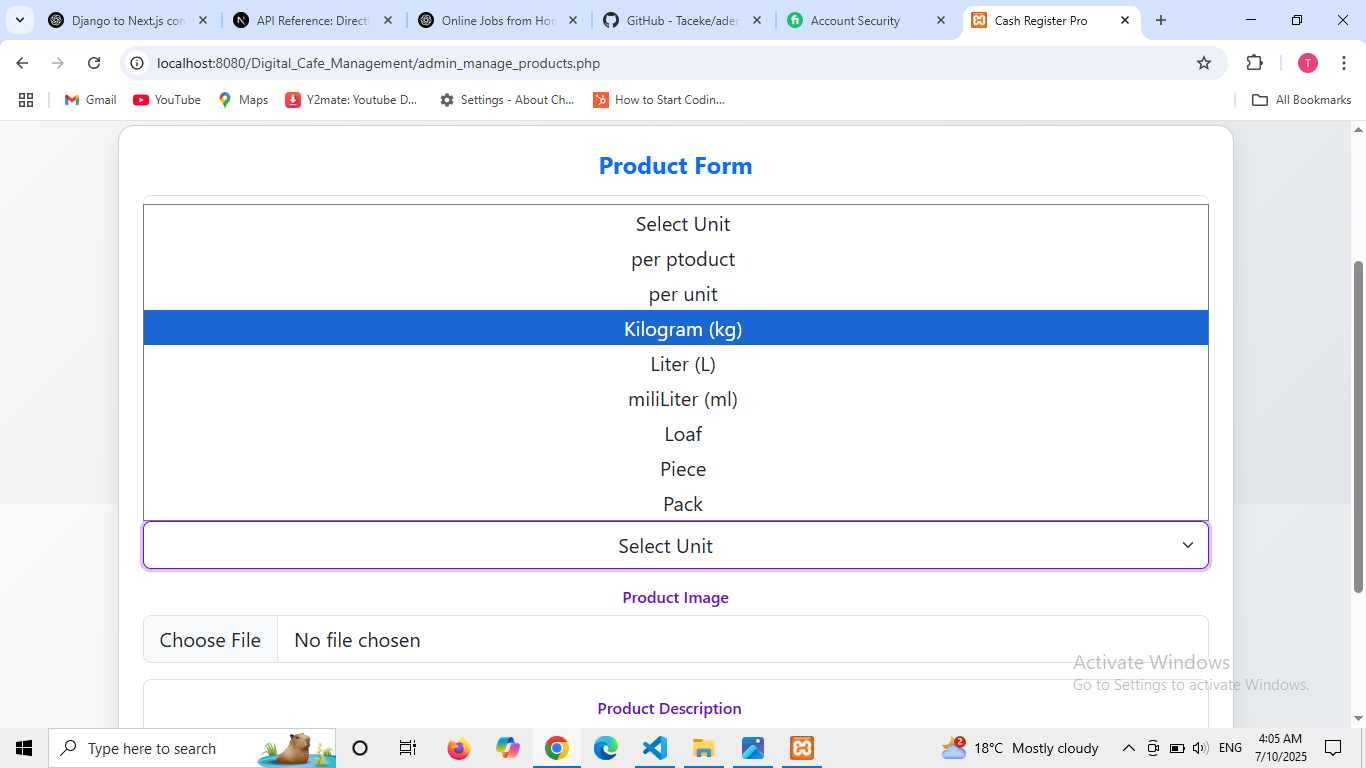 Django to Next.js con
API Reference: Directi
Online Jobs from Hon
GitHub - Taceke/ader
Account Security
Cash Register Pro
localhost:8080/Digital_Cafe_Management/admin_manage_products.php
T
Gmail
YouTube
Maps
Y2mate: Youtube D...
Settings - About Ch...
How to Start Codin...
All Bookmarks
Product Form
Select Unit
per ptoduct
per unit
Kilogram (kg)
Liter (L)
miliLiter (ml)
Loaf
Piece
Pack
Select Unit
Product Image
Choose File No file chosen
Activate Windows
Go to Settings to activate Windows.
Product Description
Type here to search
2
18°C Mostly cloudy
ENG
4:05 AM
7/10/2025